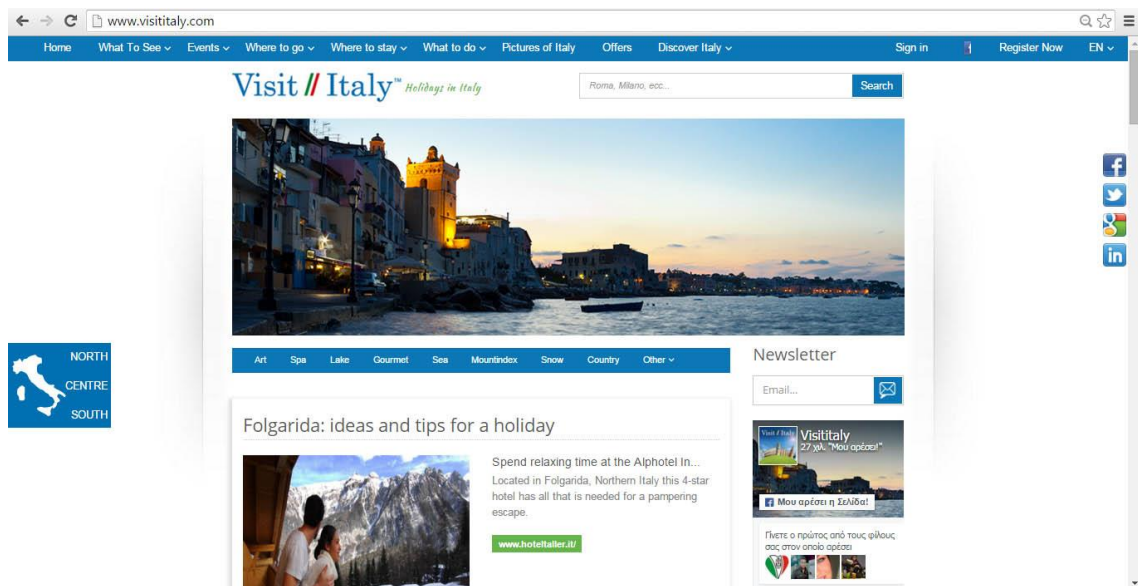 www.visititaly.com
Home What To See Events Where to go Where to stay What to do Pictures of Italy Offers Discover Italy Sign in Register Now EN
Visit // Italy™ Holidays in Italy
Roma, Milano, ecc... Search
NORTH
CENTRE
SOUTH
Art Spa Lake Gourmet Sea Mountindex Snow Country Other
Newsletter
Email...
Folgarida: ideas and tips for a holiday
Spend relaxing time at the Alphotel In...
Located in Folgarida, Northern Italy this 4-star
hotel has all that is needed for a pampering
escape.
www.hoteltaller.it/
Visit // Italy
Visititaly
27 χιλ. "Μου αρέσει!"
Μου αρέσει η Σελίδα!
Γίνετε ο πρώτος από τους φίλους
σας στον οποίο αρέσει